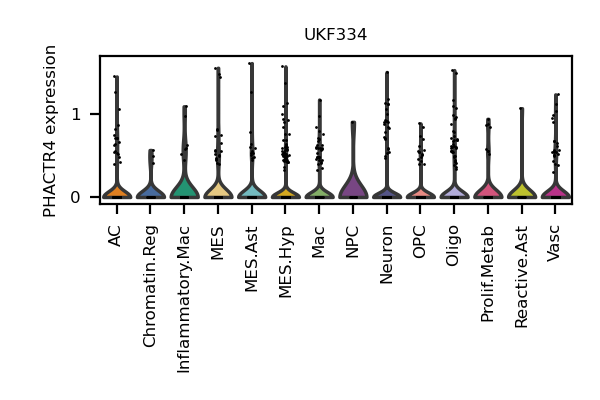 UKF334
PHACTR4 expression
1
0
AC
Chromatin.Reg
Inflammatory.Mac
MES
MES.Ast
MES.Hyp
Mac
NPC
Neuron
OPC
Oligo
Prolif.Metab
Reactive.Ast
Vasc